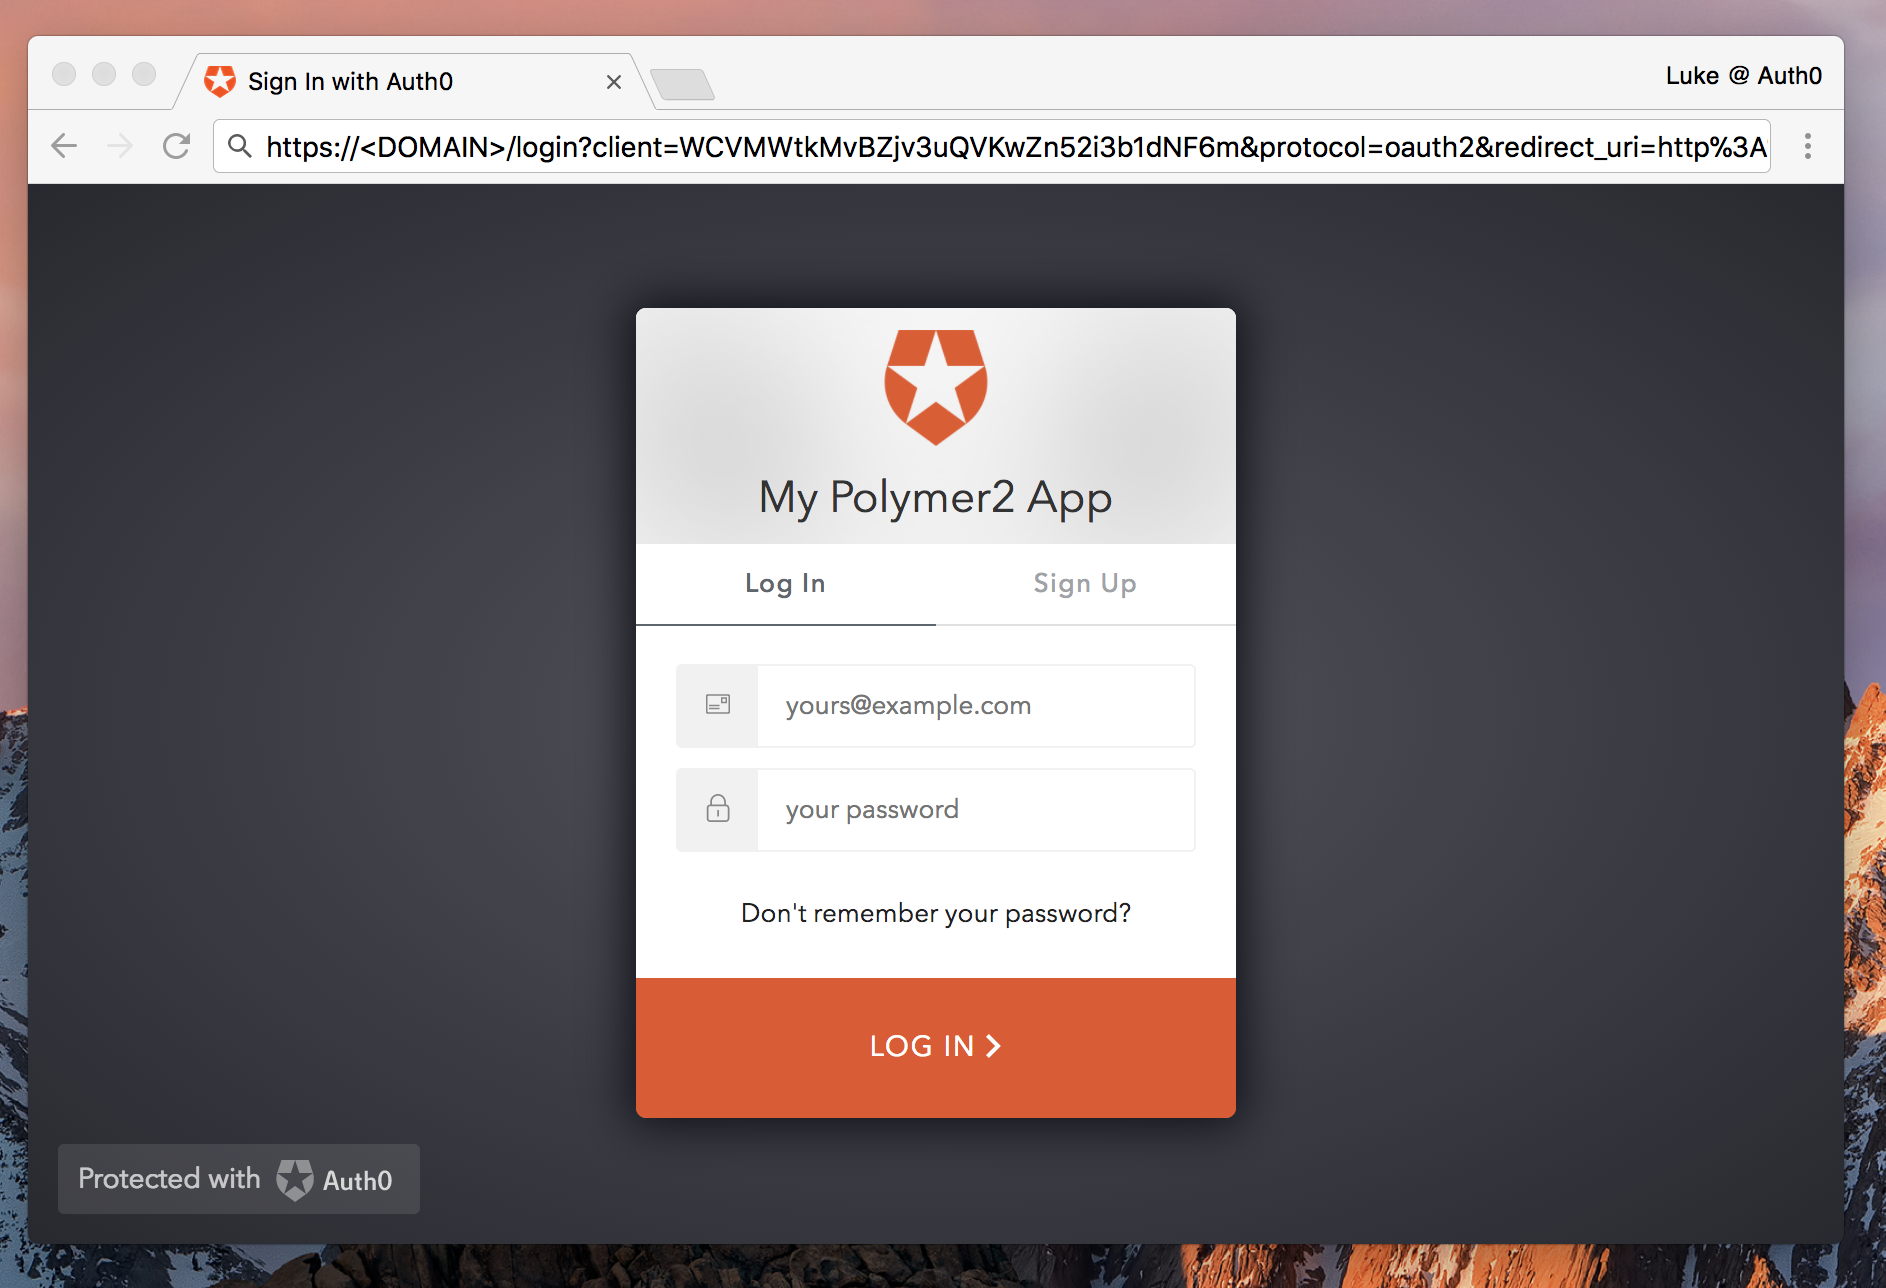 Sign In with Auth0
Luke @ Auth0
https://<DOMAIN>/login?client=WCVMWtkMvBZjv3uQVKwZn52i3b1dNF6m&protocol=oauth2&redirect_uri=http%3A
My Polymer2 App
Log In
Sign Up
yours@example.com
your password
Don't remember your password?
LOG IN
Protected with Auth0